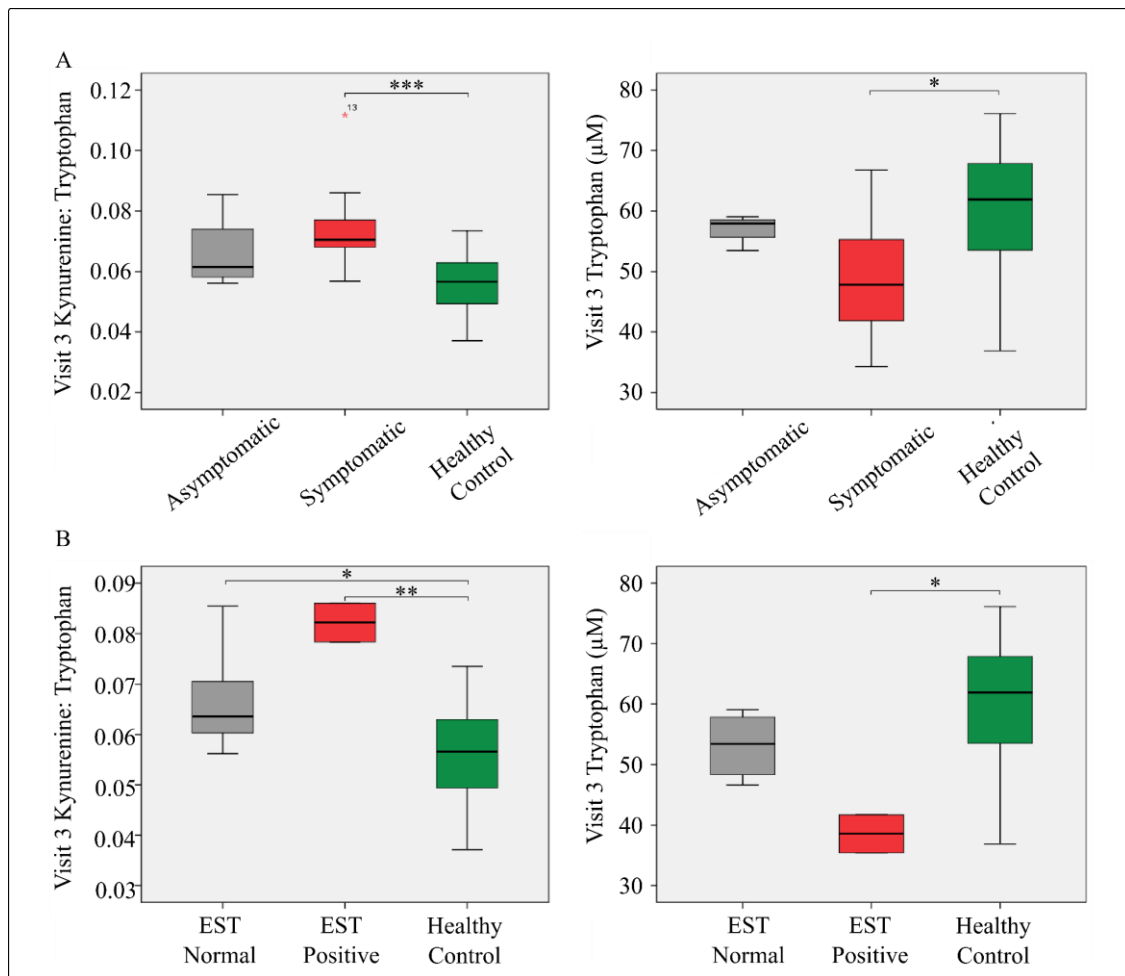 A
Visit 3 Kynurenine: Tryptophan
0.12
0.10
0.08
0.06
0.04
0.02
***
*13
Asymptomatic
Symptomatic
Healthy
Control
Visit 3 Tryptophan (µM)
80
70
60
50
40
30
*
Asymptomatic
Symptomatic
Healthy
Control
B
Visit 3 Kynurenine: Tryptophan
0.09
0.08
0.07
0.06
0.05
0.04
0.03
*
**
EST
Normal
EST
Positive
Healthy
Control
Visit 3 Tryptophan (µM)
80
70
60
50
40
30
*
EST
Normal
EST
Positive
Healthy
Control